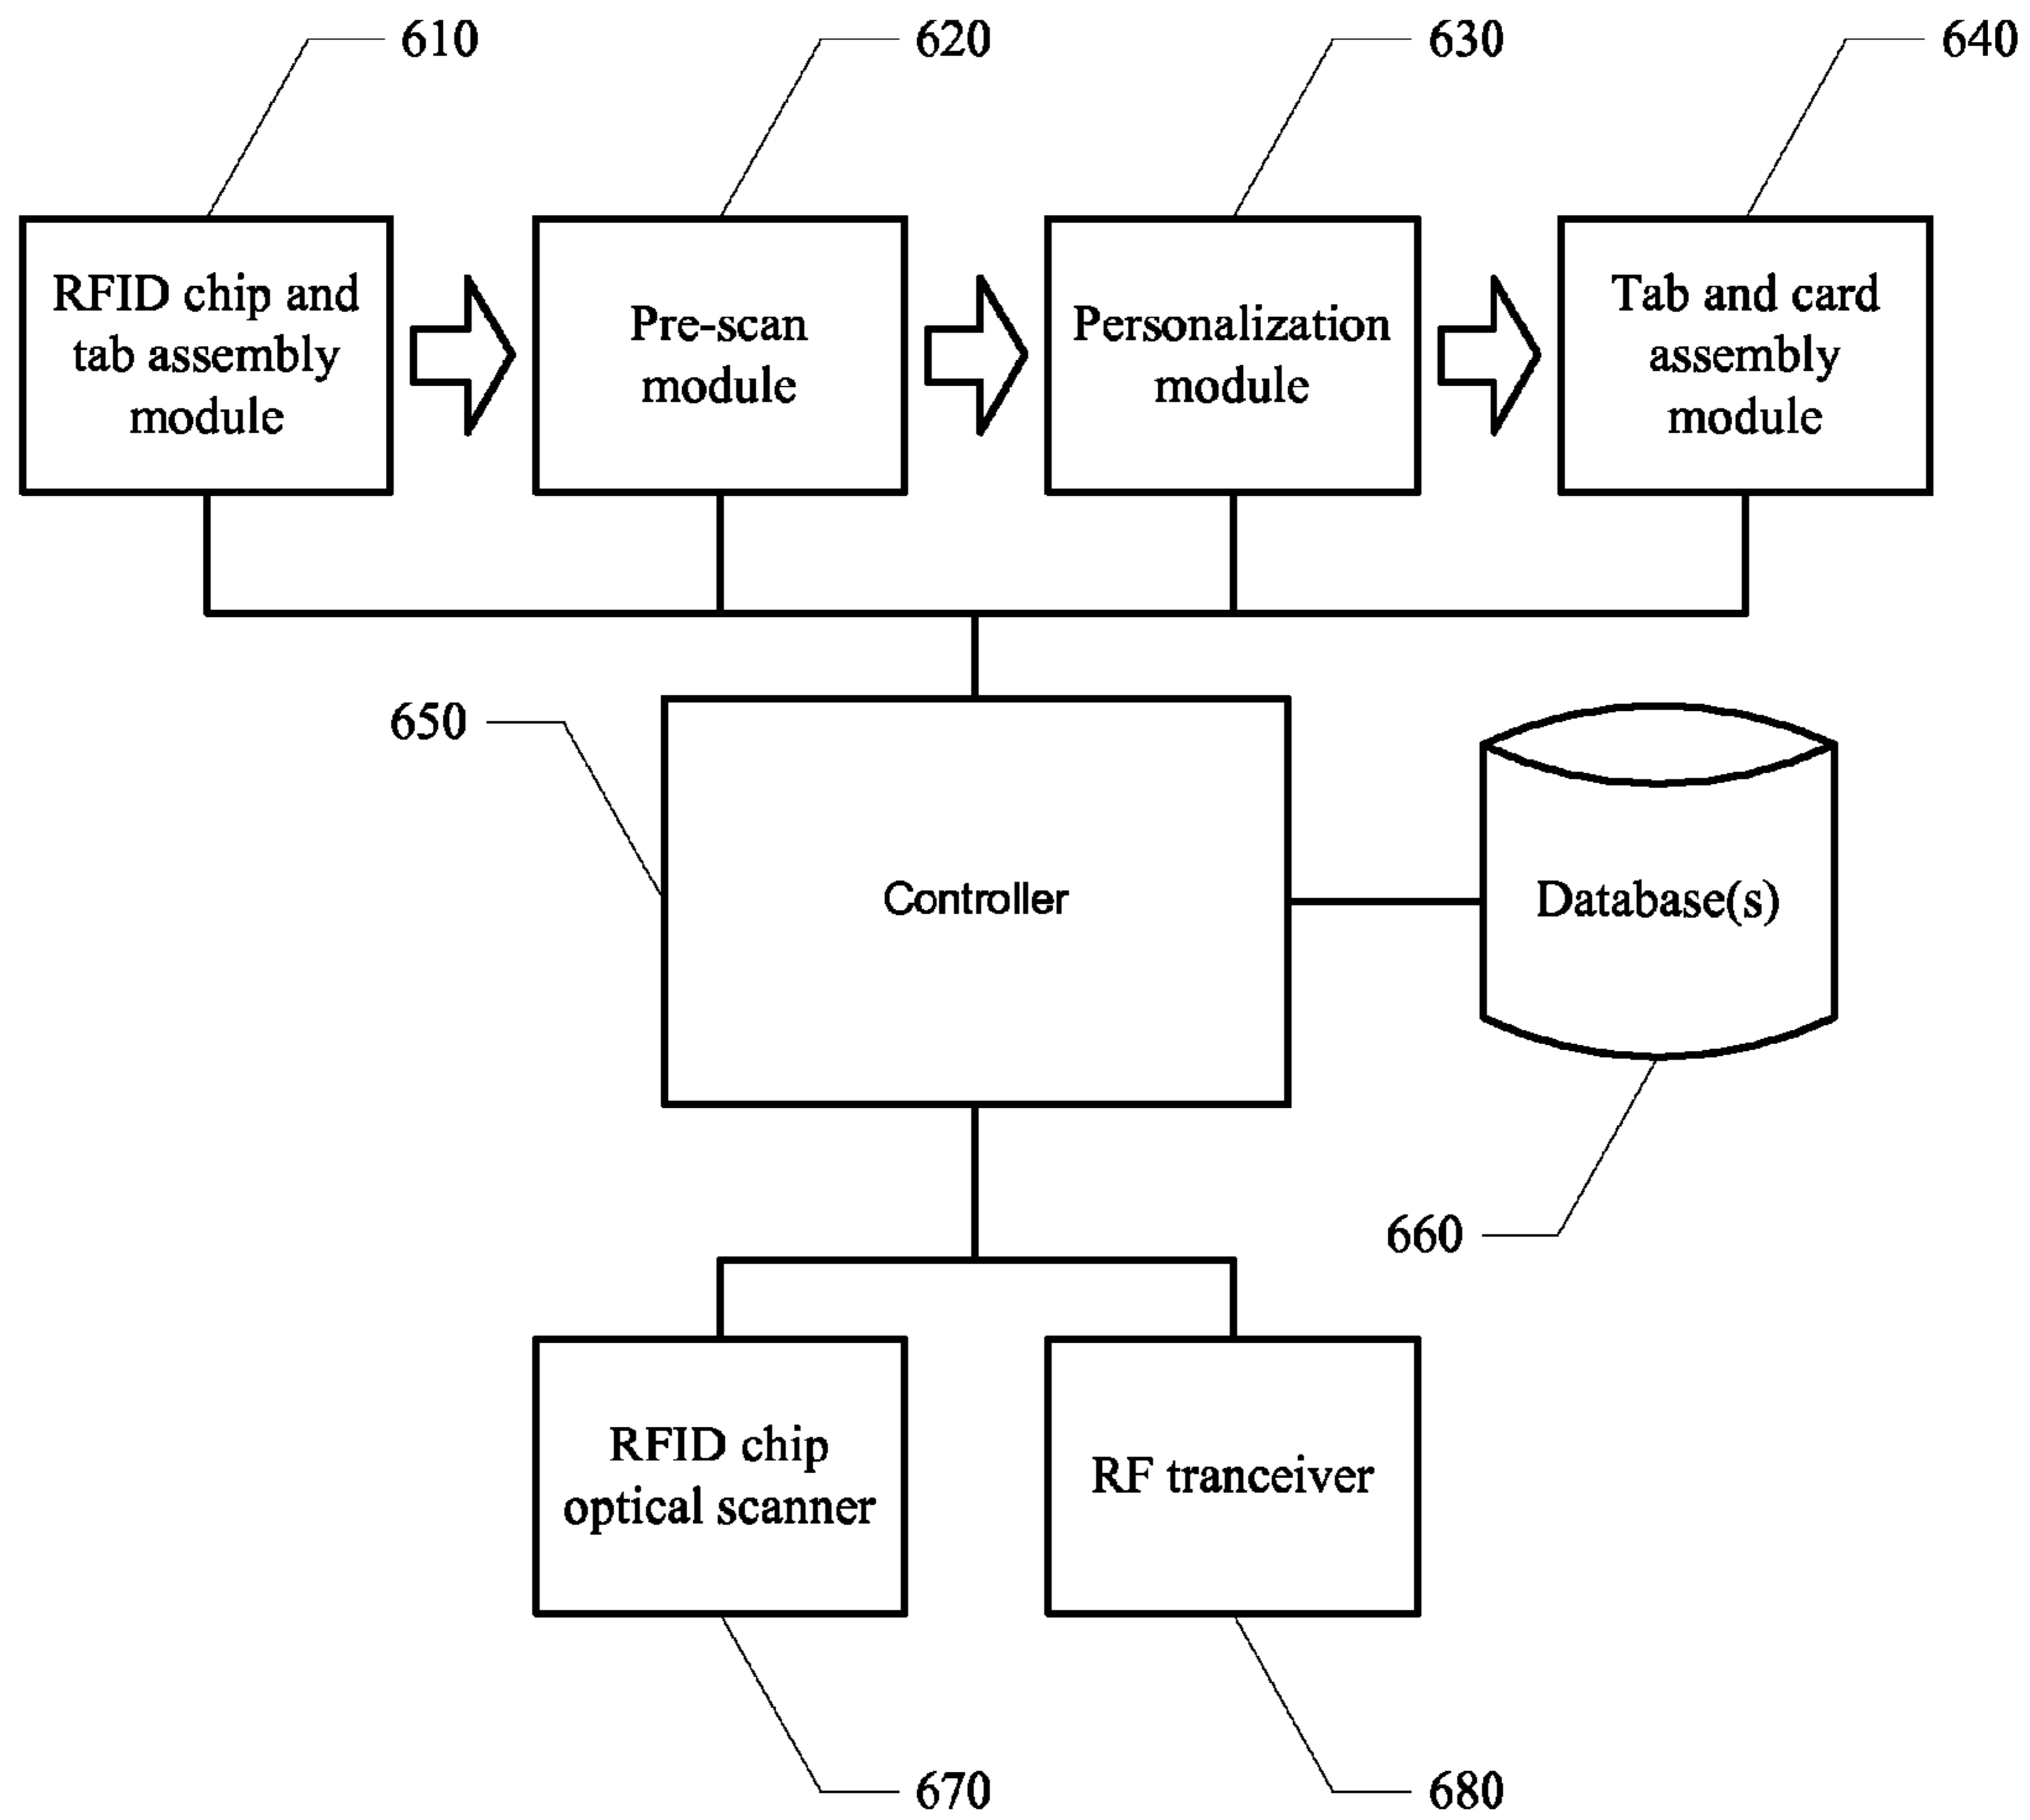 610
620
630
640
RFID chip and
tab assembly
module
Pre-scan
module
Personalization
module
Tab and card
assembly
module
650
Controller
Database(s)
660
RFID chip
optical scanner
RF tranceiver
670
680